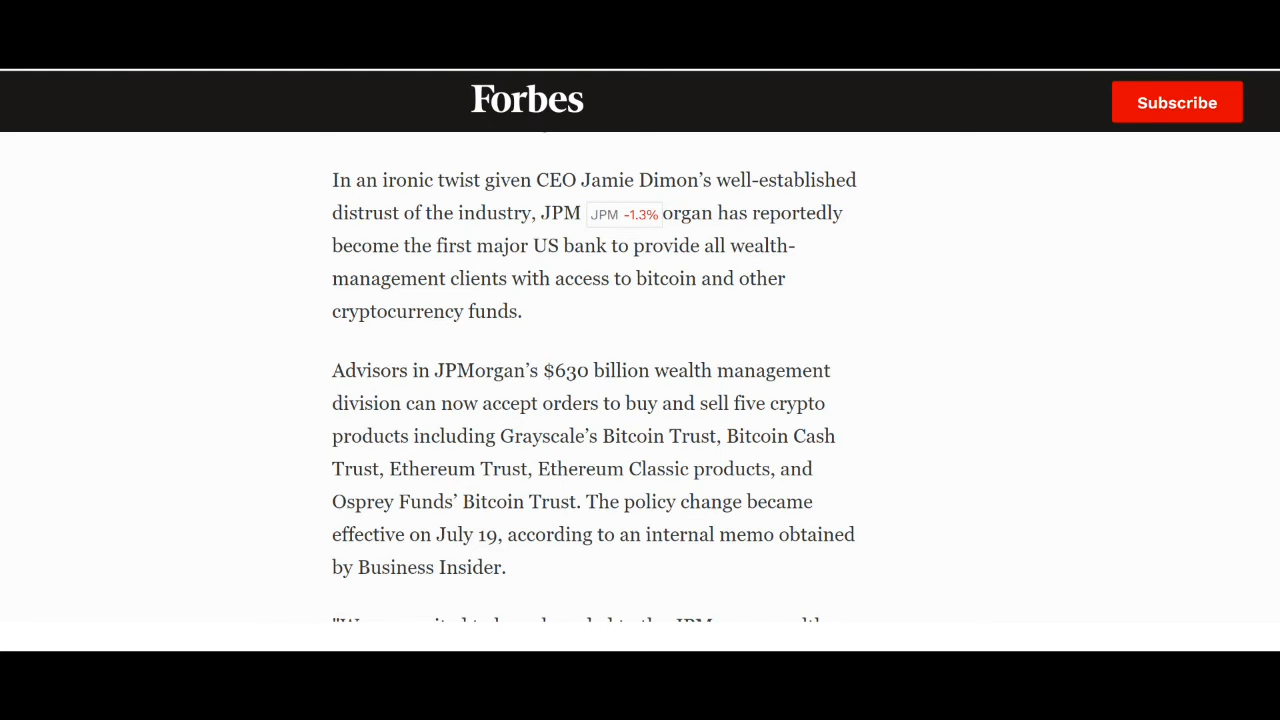 Forbes
Subscribe
In an ironic twist given CEO Jamie Dimon’s well-established
distrust of the industry, JPM JPM -1.3% organ has reportedly
become the first major US bank to provide all wealth-
management clients with access to bitcoin and other
cryptocurrency funds.
Advisors in JPMorgan’s $630 billion wealth management
division can now accept orders to buy and sell five crypto
products including Grayscale’s Bitcoin Trust, Bitcoin Cash
Trust, Ethereum Trust, Ethereum Classic products, and
Osprey Funds’ Bitcoin Trust. The policy change became
effective on July 19, according to an internal memo obtained
by Business Insider.